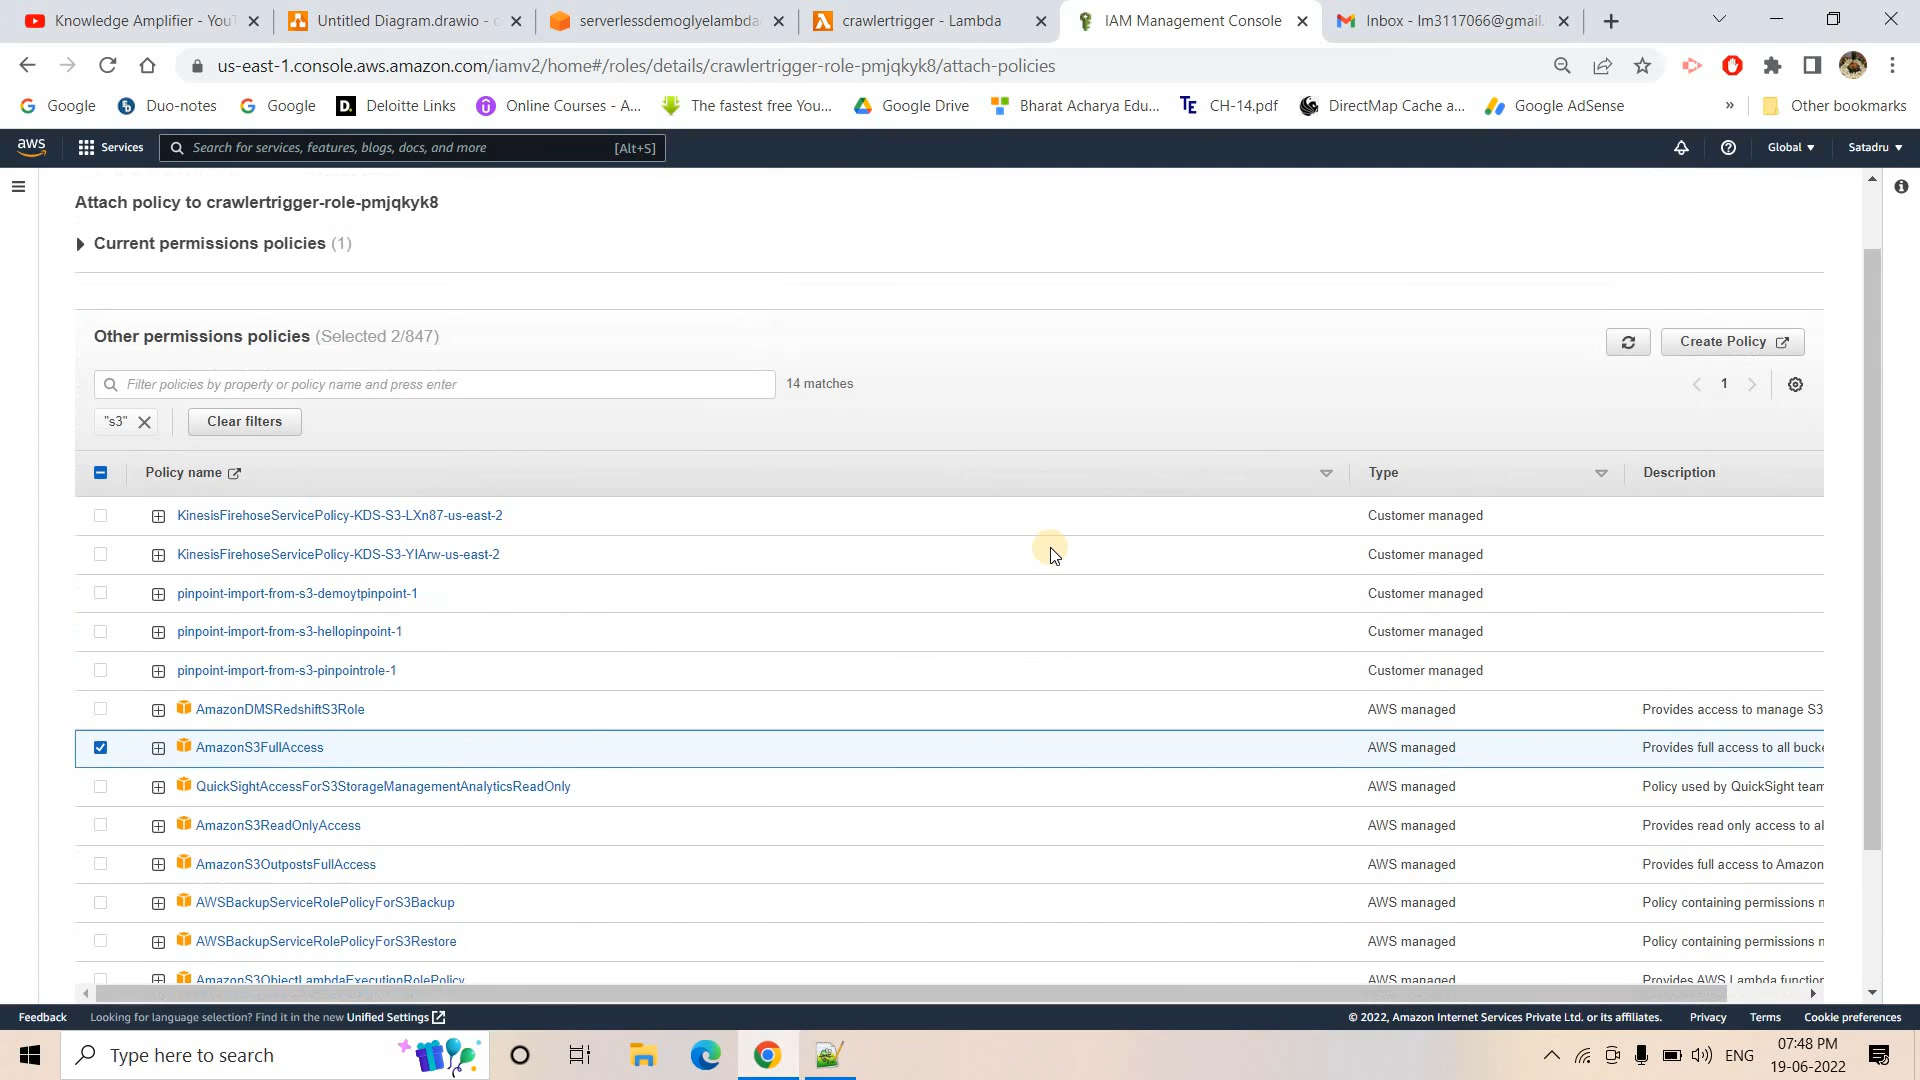 Knowledge Amplifier - YouT
Untitled Diagram.drawio -
serverlessdemoglyelambda
crawlertrigger - Lambda
IAM Management Console
Inbox - lm3117066@gmail.
us-east-1.console.aws.amazon.com/iamv2/home#/roles/details/crawlertrigger-role-pmjqkyk8/attach-policies
Google
Duo-notes
Google
Deloitte Links
Online Courses - A...
The fastest free You...
Google Drive
Bharat Acharya Edu...
CH-14.pdf
DirectMap Cache a...
Google AdSense
»
Other bookmarks
aws
Services
Search for services, features, blogs, docs, and more
[Alt+S]
Global
Satadru
Attach policy to crawlertrigger-role-pmjqkyk8
Current permissions policies (1)
Other permissions policies (Selected 2/847)
Create Policy
Filter policies by property or policy name and press enter
14 matches
1
"s3"
Clear filters
Policy name
Type
Description
KinesisFirehoseServicePolicy-KDS-S3-LXn87-us-east-2
Customer managed
KinesisFirehoseServicePolicy-KDS-S3-YIArw-us-east-2
Customer managed
pinpoint-import-from-s3-demoytpinpoint-1
Customer managed
pinpoint-import-from-s3-hellopinpoint-1
Customer managed
pinpoint-import-from-s3-pinpointrole-1
Customer managed
AmazonDMSRedshiftS3Role
AWS managed
Provides access to manage S3
AmazonS3FullAccess
AWS managed
Provides full access to all bucke
QuickSightAccessForS3StorageManagementAnalyticsReadOnly
AWS managed
Policy used by QuickSight team
AmazonS3ReadOnlyAccess
AWS managed
Provides read only access to al
AmazonS3OutpostsFullAccess
AWS managed
Provides full access to Amazon
AWSBackupServiceRolePolicyForS3Backup
AWS managed
Policy containing permissions n
AWSBackupServiceRolePolicyForS3Restore
AWS managed
Policy containing permissions n
AmazonS3ObjectLambdaExecutionRolePolicy
AWS managed
Provides AWS Lambda function
Feedback
Looking for language selection? Find it in the new Unified Settings
© 2022, Amazon Internet Services Private Ltd. or its affiliates.
Privacy
Terms
Cookie preferences
Type here to search
ENG
07:48 PM
19-06-2022